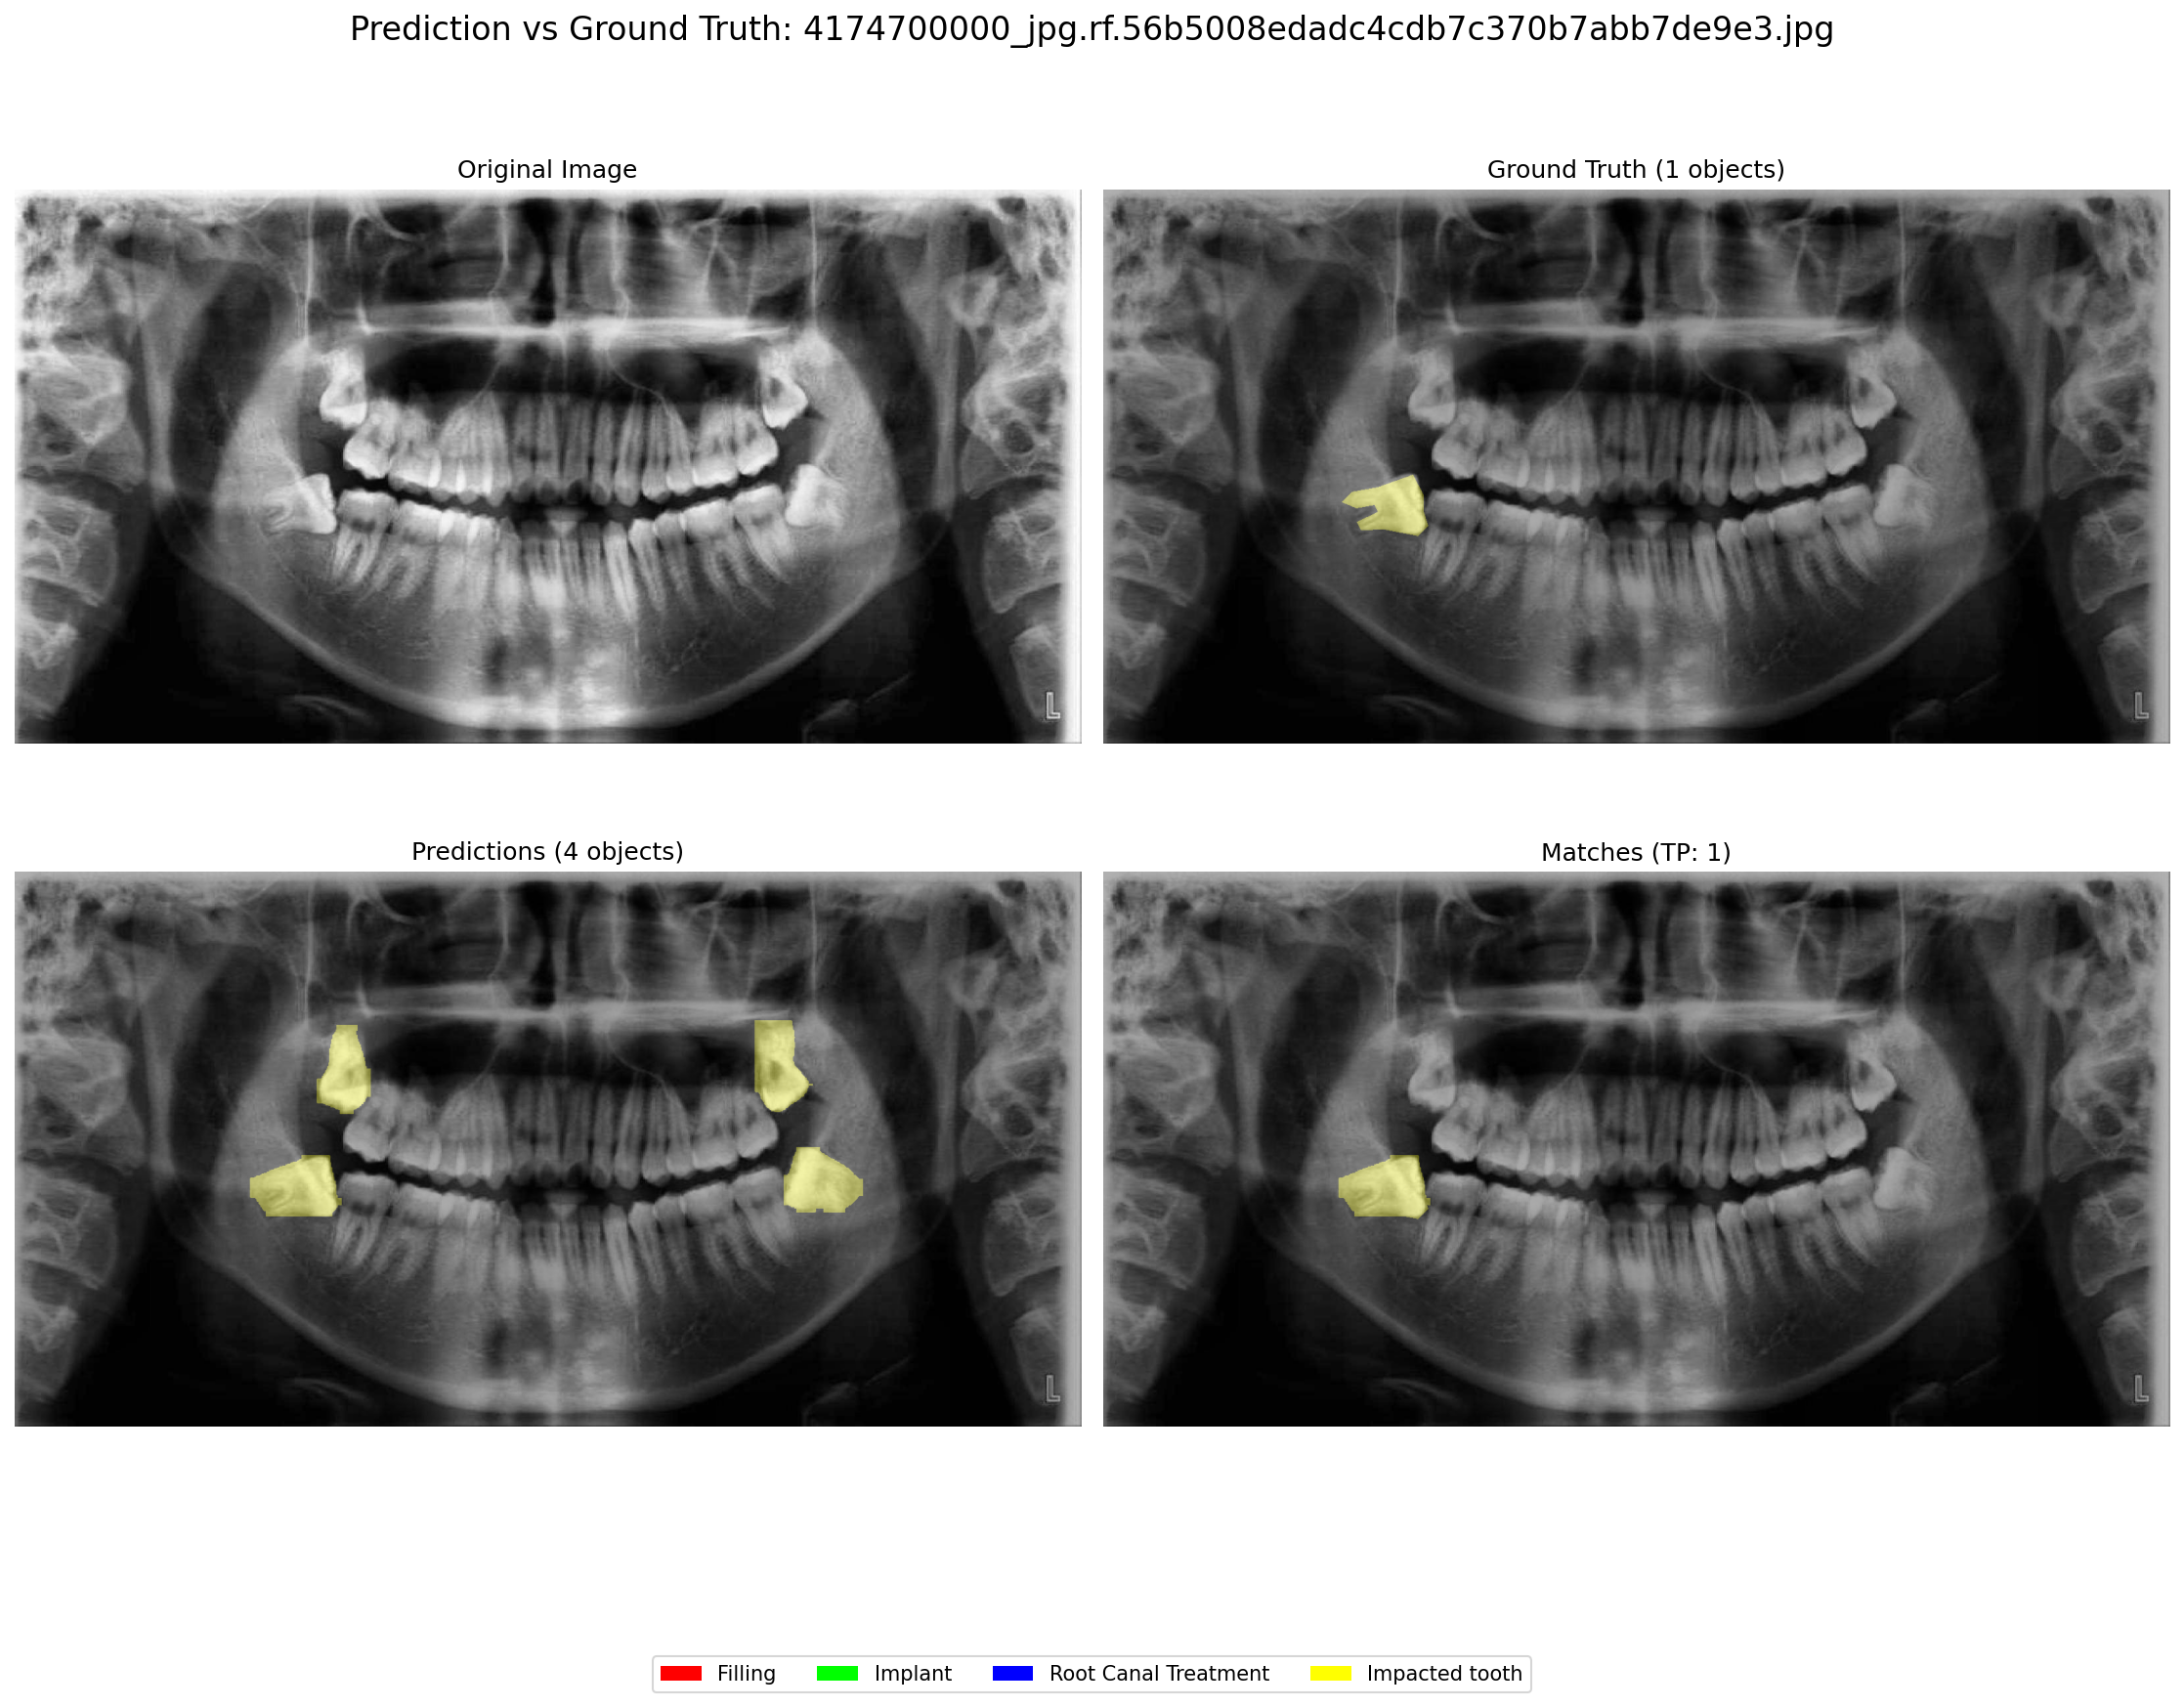 Prediction vs Ground Truth: 4174700000_jpg.rf.56b5008edadc4cdb7c370b7abb7de9e3.jpg
Original Image
Ground Truth (1 objects)
L
L
Predictions (4 objects)
Matches (TP: 1)
L
L
Filling
Implant
Root Canal Treatment
Impacted tooth